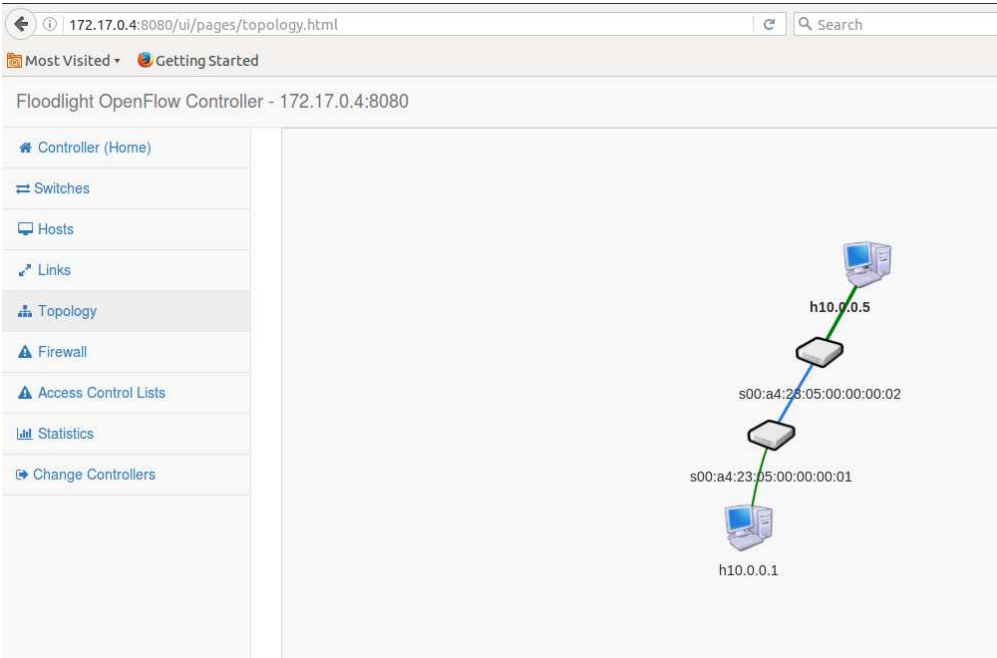 172.17.0.4:8080/ui/pages/topology.html
Search
Most Visited
Getting Started
Floodlight OpenFlow Controller - 172.17.0.4:8080
Controller (Home)
Switches
Hosts
Links
Topology
Firewall
Access Control Lists
Statistics
Change Controllers
h10.0.0.5
s00:a4:23:05:00:00:00:02
s00:a4:23:05:00:00:00:01
h10.0.0.1